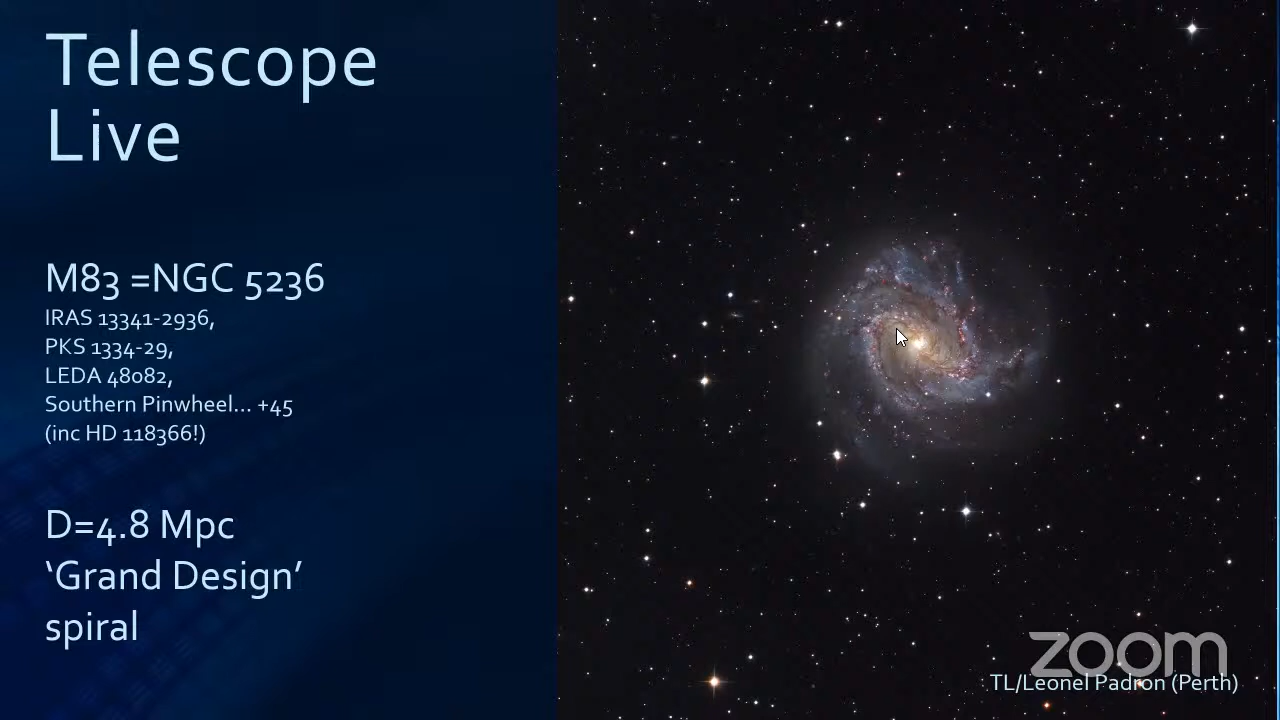 Telescope
Live
M83 =NGC 5236
IRAS 13341-2936,
PKS 1334-29,
LEDA 48082,
Southern Pinwheel... +45
(inc HD 118366!)
D=4.8 Mpc
‘Grand Design’
spiral
zoom
TL/Leonel Padron (Perth)